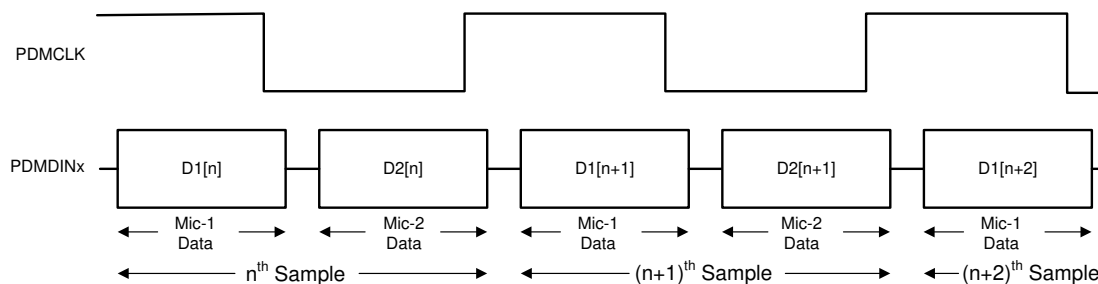 PDMCLK
PDMDINx
D1[n]
D2[n]
D1[n+1]
D2[n+1]
D1[n+2]
Mic-1
Data
Mic-2
Data
Mic-1
Data
Mic-2
Data
Mic-1
Data
nth Sample
(n+1)th Sample
(n+2)th Sample